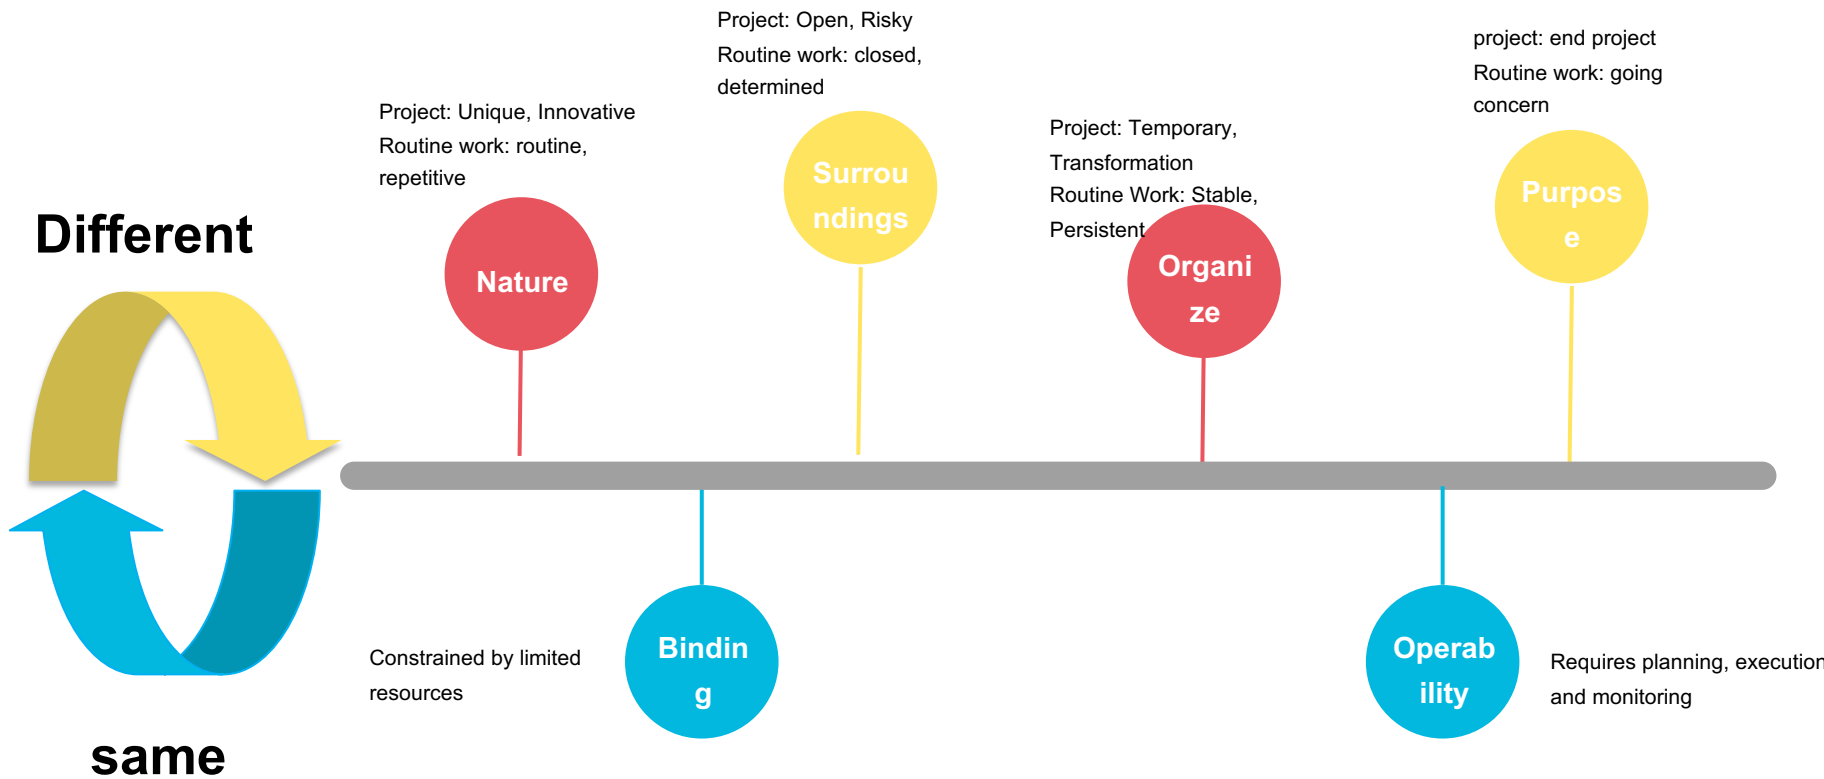 Different
same
Project: Unique, Innovative
Routine work: routine,
repetitive
Nature
Project: Open, Risky
Routine work: closed,
determined
Surrou
ndings
Project: Temporary,
Transformation
Routine Work: Stable,
Persistent
Organi
ze
project: end project
Routine work: going
concern
Purpos
e
Constrained by limited
resources
Bindin
g
Operab
ility
Requires planning, execution
and monitoring